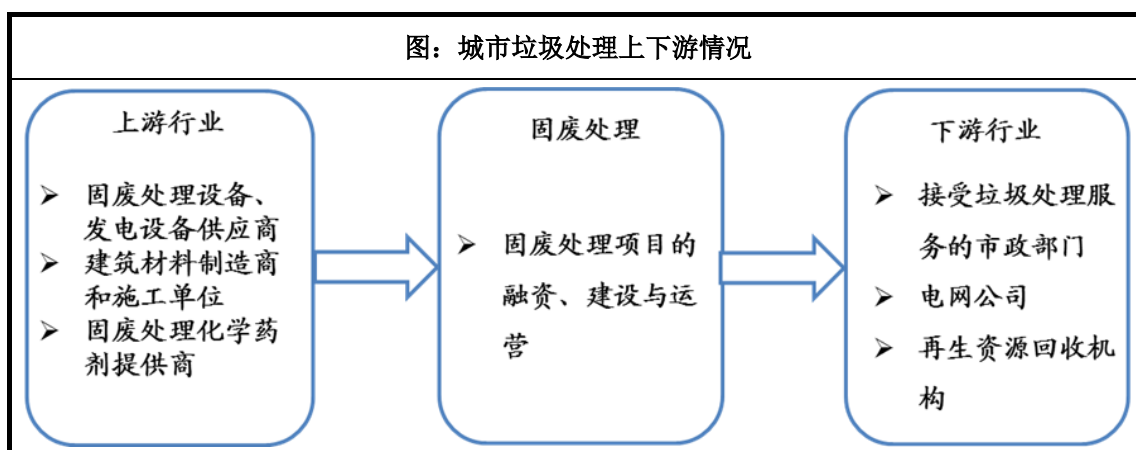 图：城市垃圾处理上下游情况
上游行业
➢ 固废处理设备、
发电设备供应商
➢ 建筑材料制造商
和施工单位
➢ 固废处理化学药
剂提供商
固废处理
➢ 固废处理项目的
融资、建设与运
营
下游行业
➢ 接受垃圾处理服
务的市政部门
➢ 电网公司
➢ 再生资源回收机
构